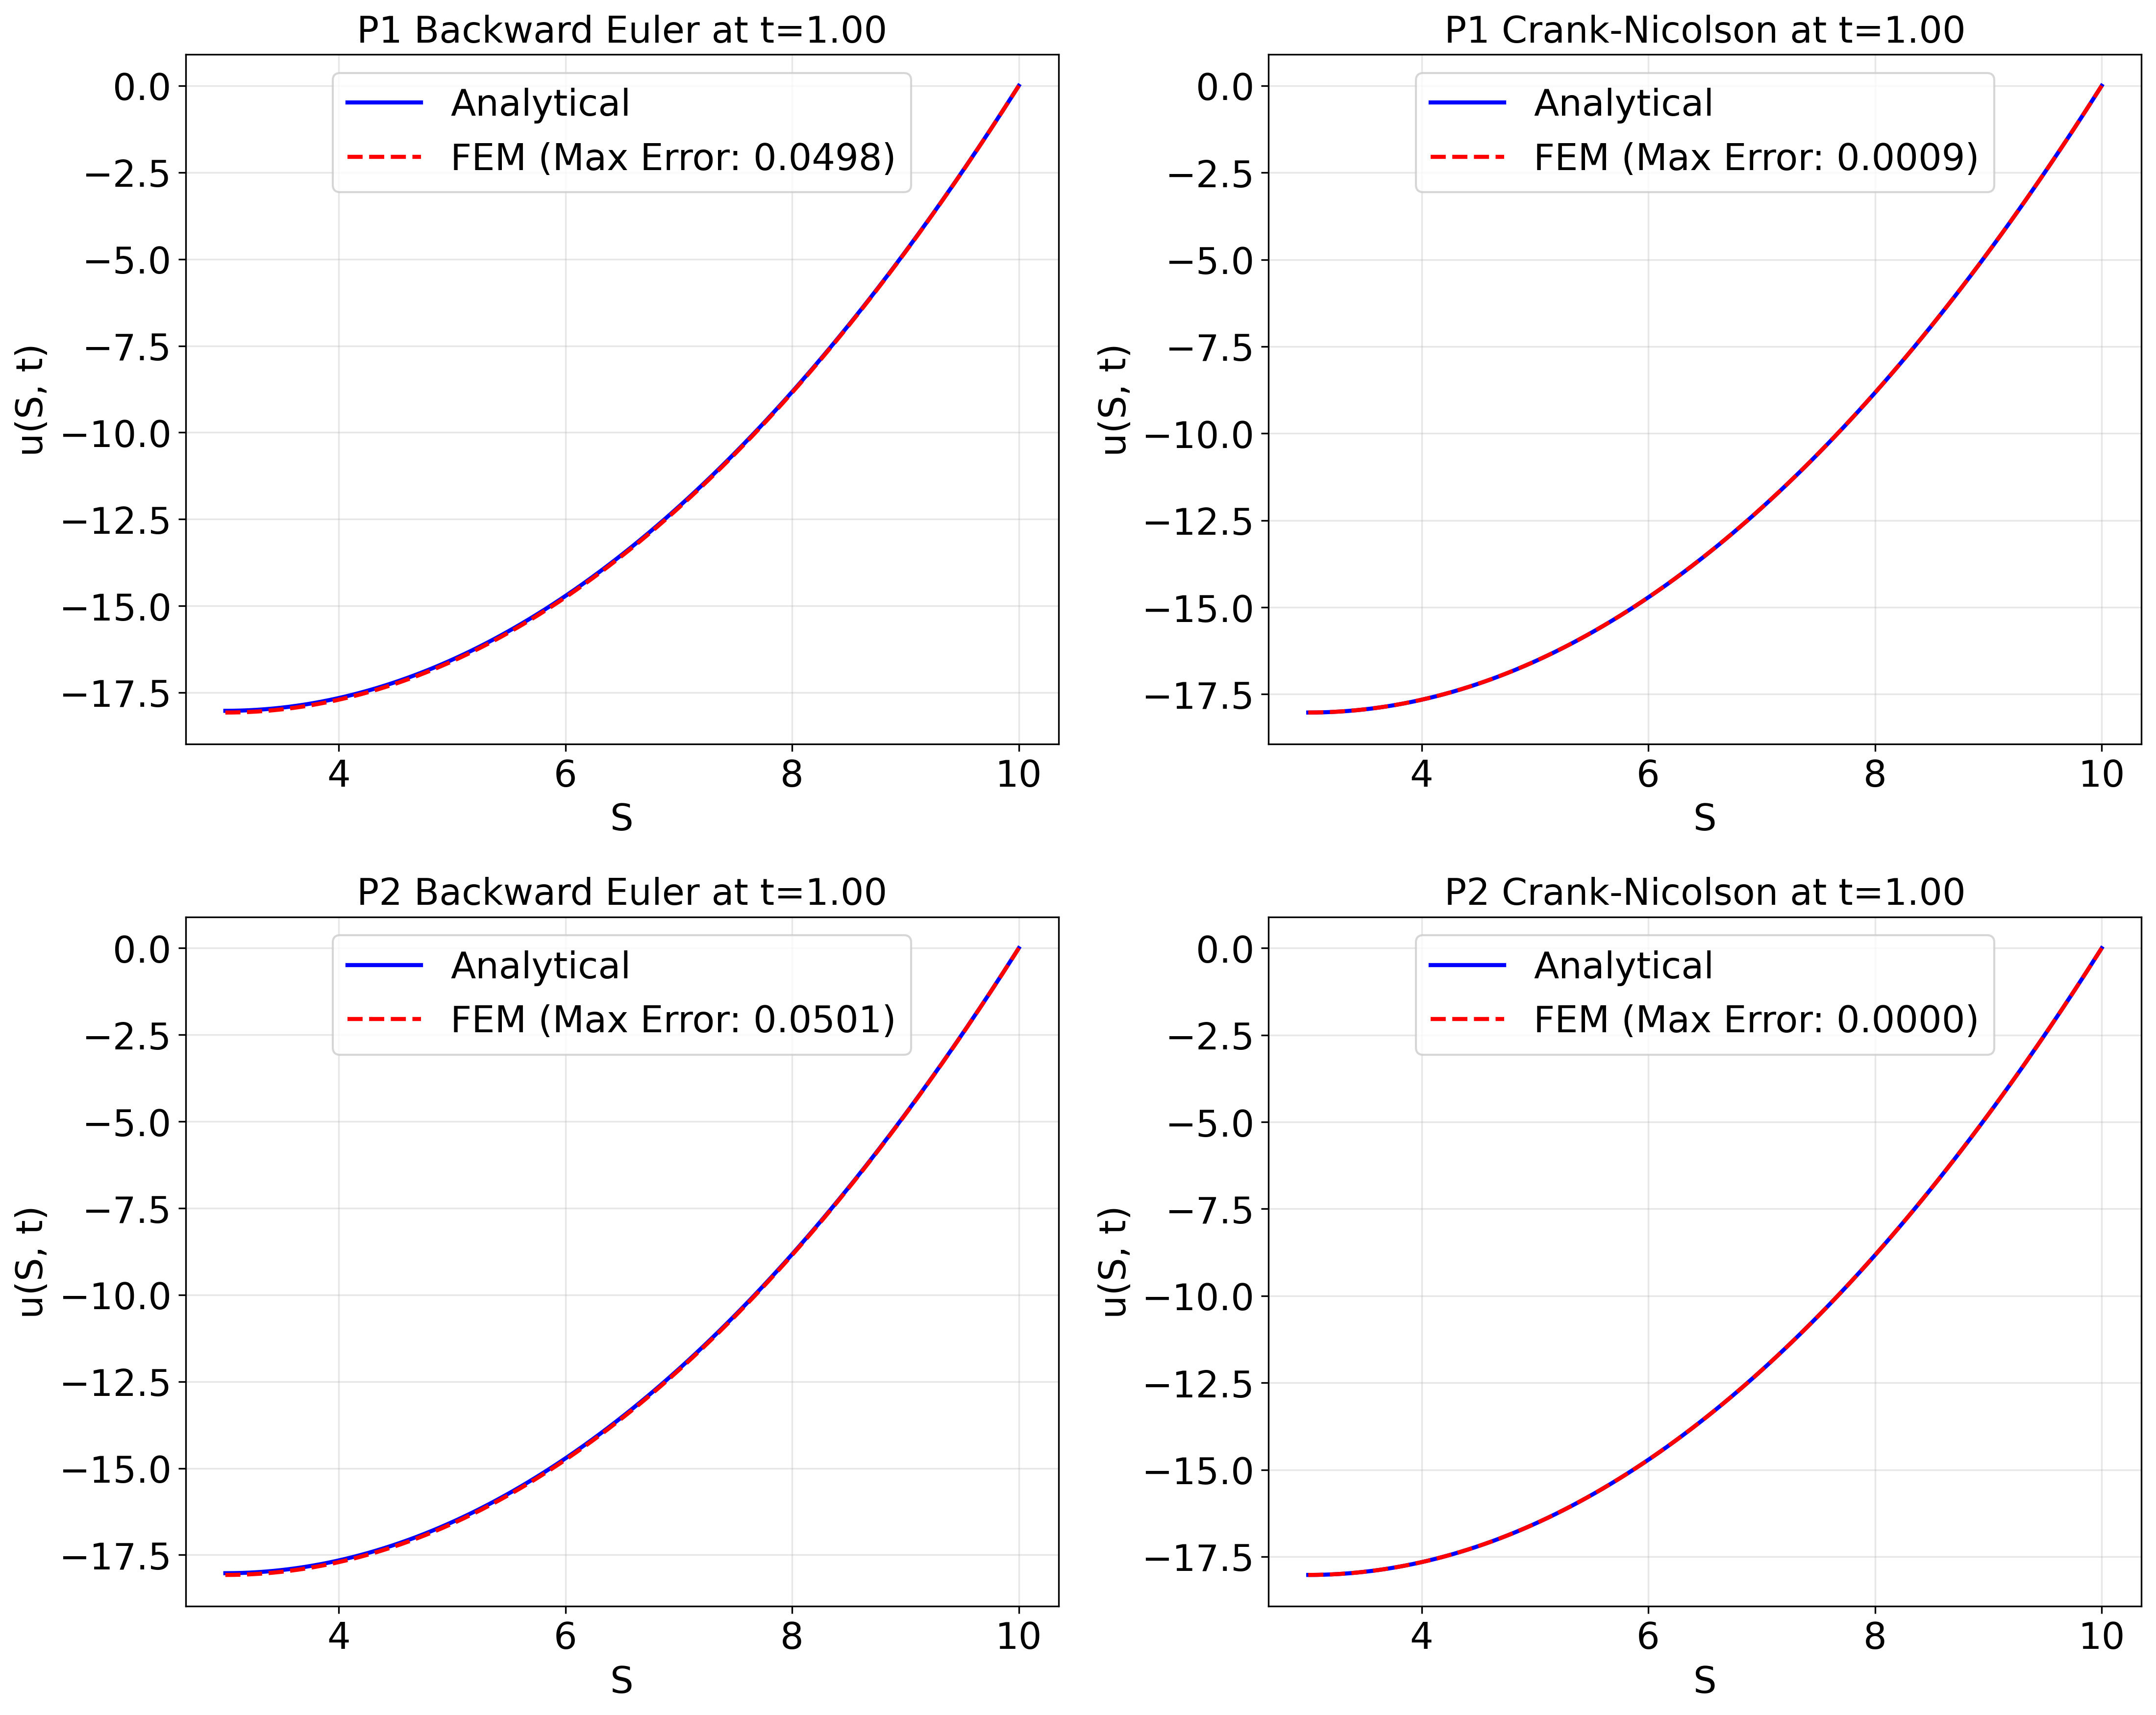 P1 Backward Euler at t=1.00
Analytical
FEM (Max Error: 0.0498)
u(S, t)
0.0
−2.5
−5.0
−7.5
−10.0
−12.5
−15.0
−17.5
4 6 8 10
S
P1 Crank-Nicolson at t=1.00
Analytical
FEM (Max Error: 0.0009)
u(S, t)
0.0
−2.5
−5.0
−7.5
−10.0
−12.5
−15.0
−17.5
4 6 8 10
S
P2 Backward Euler at t=1.00
Analytical
FEM (Max Error: 0.0501)
u(S, t)
0.0
−2.5
−5.0
−7.5
−10.0
−12.5
−15.0
−17.5
4 6 8 10
S
P2 Crank-Nicolson at t=1.00
Analytical
FEM (Max Error: 0.0000)
u(S, t)
0.0
−2.5
−5.0
−7.5
−10.0
−12.5
−15.0
−17.5
4 6 8 10
S